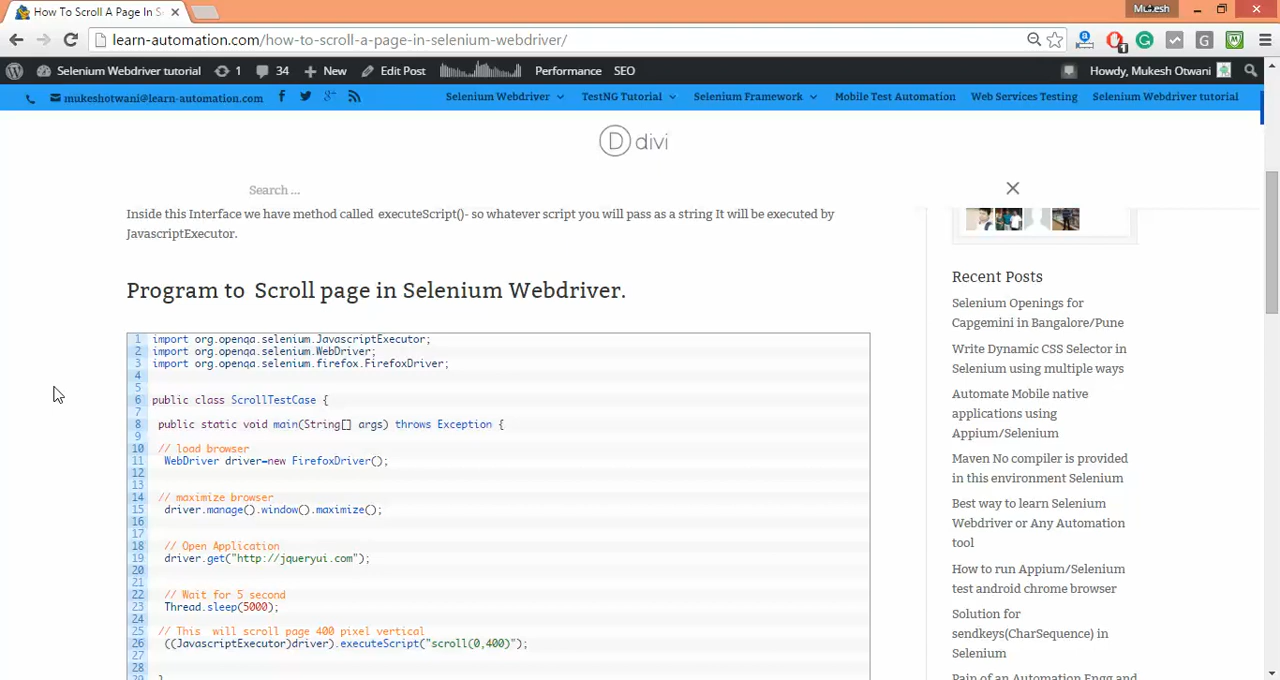 How To Scroll A Page In S
Mukesh
learn-automation.com/how-to-scroll-a-page-in-selenium-webdriver/
Selenium Webdriver tutorial 1 34 New Edit Post Performance SEO Howdy, Mukesh Otwani
mukeshotwani@learn-automation.com Selenium Webdriver TestNG Tutorial Selenium Framework Mobile Test Automation Web Services Testing Selenium Webdriver tutorial
D divi
Search ...
Inside this Interface we have method called executeScript()- so whatever script you will pass as a string It will be executed by
JavascriptExecutor.
Program to Scroll page in Selenium Webdriver.
1 import org.openqa.selenium.JavascriptExecutor;
2 import org.openqa.selenium.WebDriver;
3 import org.openqa.selenium.firefox.FirefoxDriver;
4
5
6 public class ScrollTestCase {
7
8 public static void main(String[] args) throws Exception {
9
10 // load browser
11 WebDriver driver=new FirefoxDriver();
12
13
14 // maximize browser
15 driver.manage().window().maximize();
16
17
18 // Open Application
19 driver.get("http://jqueryui.com");
20
21
22 // Wait for 5 second
23 Thread.sleep(5000);
24
25 // This will scroll page 400 pixel vertical
26 ((JavascriptExecutor)driver).executeScript("scroll(0,400)");
27
28
29 }
Recent Posts
Selenium Openings for
Capgemini in Bangalore/Pune
Write Dynamic CSS Selector in
Selenium using multiple ways
Automate Mobile native
applications using
Appium/Selenium
Maven No compiler is provided
in this environment Selenium
Best way to learn Selenium
Webdriver or Any Automation
tool
How to run Appium/Selenium
test android chrome browser
Solution for
sendkeys(CharSequence) in
Selenium
Pain of an Automation Engg and